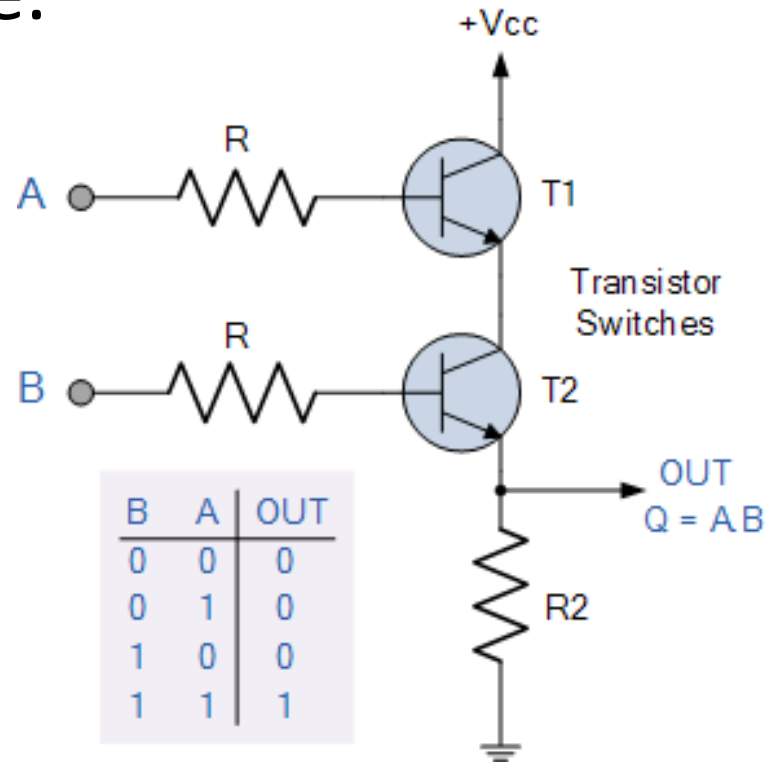 e.
+Vcc
R
A
T1
Transistor
Switches
R
B
T2
OUT
Q = A.B
B A OUT
0 0 0
0 1 0
1 0 0
1 1 1
R2